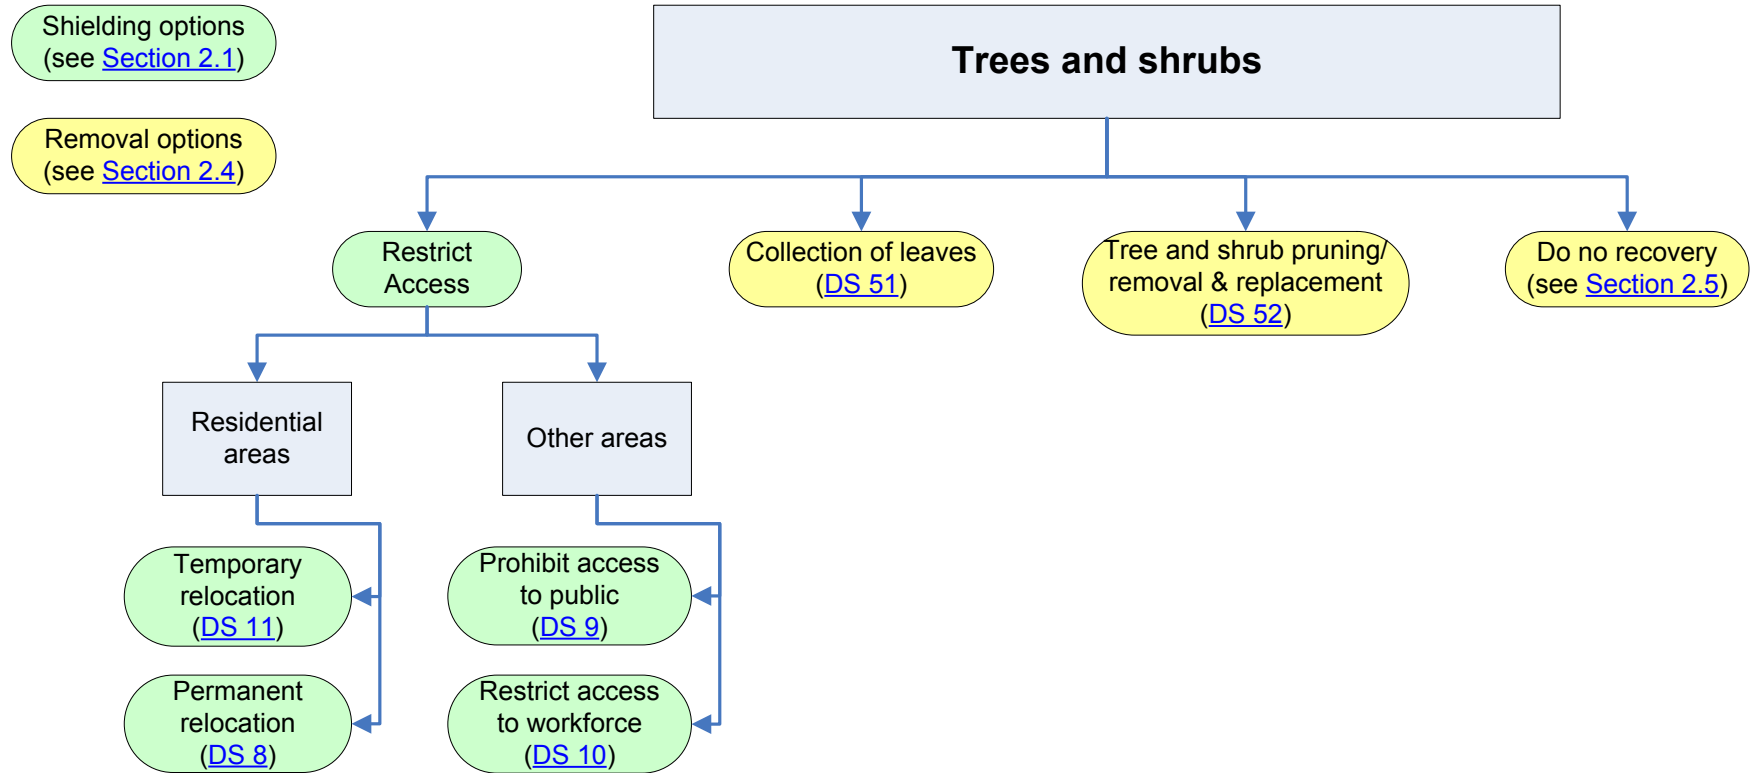 Shielding options
(see Section 2.1)
Trees and shrubs
Removal options
(see Section 2.4)
Restrict
Access
Collection of leaves
(DS 51)
Tree and shrub pruning/
removal & replacement
(DS 52)
Do no recovery
(see Section 2.5)
Residential
areas
Other areas
Temporary
relocation
(DS 11)
Prohibit access
to public
(DS 9)
Permanent
relocation
(DS 8)
Restrict access
to workforce
(DS 10)